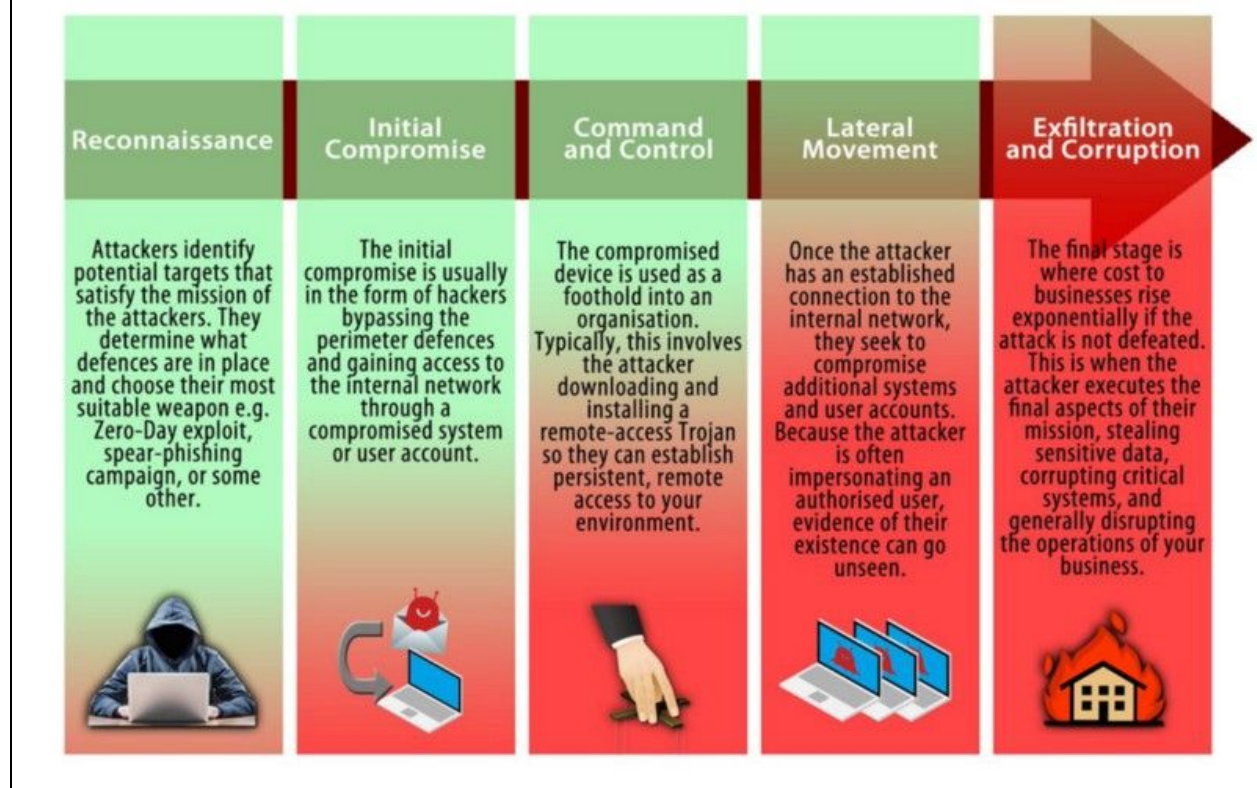 Reconnaissance
Attackers identify
potential targets that
satisfy the mission of
the attackers. They
determine what
defences are in place
and choose their most
suitable weapon e.g.
Zero-Day exploit,
spear-phishing
campaign, or some
other.
Initial
Compromise
The initial
compromise is usually
in the form of hackers
bypassing the
perimeter defences
and gaining access to
the internal network
through a
compromised system
or user account.
Command
and Control
The compromised
device is used as a
foothold into an
organisation.
Typically, this involves
the attacker
downloading and
installing a
remote-access Trojan
so they can establish
persistent, remote
access to your
environment.
Lateral
Movement
Once the attacker
has an established
connection to the
internal network,
they seek to
compromise
additional systems
and user accounts.
Because the attacker
is often
impersonating an
authorised user,
evidence of their
existence can go
unseen.
Exfiltration
and Corruption
The final stage is
where cost to
businesses rise
exponentially if the
attack is not defeated.
This is when the
attacker executes the
final aspects of their
mission, stealing
sensitive data,
corrupting critical
systems, and
generally disrupting
the operations of your
business.